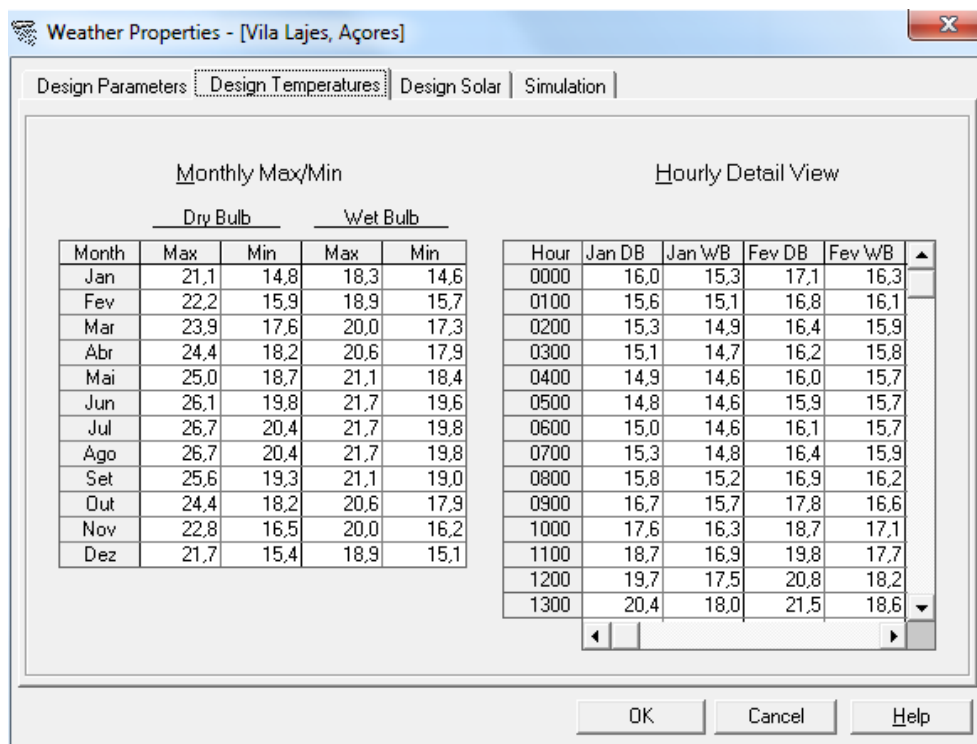 Weather Properties - [Vila Lajes, Açores]
Design Parameters Design Temperatures Design Solar Simulation
Monthly Max/Min
Dry Bulb Wet Bulb
Month Max Min Max Min
Jan 21,1 14,8 18,3 14,6
Fev 22,2 15,9 18,9 15,7
Mar 23,9 17,6 20,0 17,3
Abr 24,4 18,2 20,6 17,9
Mai 25,0 18,7 21,1 18,4
Jun 26,1 19,8 21,7 19,6
Jul 26,7 20,4 21,7 19,8
Ago 26,7 20,4 21,7 19,8
Set 25,6 19,3 21,1 19,0
Out 24,4 18,2 20,6 17,9
Nov 22,8 16,5 20,0 16,2
Dez 21,7 15,4 18,9 15,1
Hourly Detail View
Hour Jan DB Jan WB Fev DB Fev WB
0000 16,0 15,3 17,1 16,3
0100 15,6 15,1 16,8 16,1
0200 15,3 14,9 16,4 15,9
0300 15,1 14,7 16,2 15,8
0400 14,9 14,6 16,0 15,7
0500 14,8 14,6 15,9 15,7
0600 15,0 14,6 16,1 15,7
0700 15,3 14,8 16,4 15,9
0800 15,8 15,2 16,9 16,2
0900 16,7 15,7 17,8 16,6
1000 17,6 16,3 18,7 17,1
1100 18,7 16,9 19,8 17,7
1200 19,7 17,5 20,8 18,2
1300 20,4 18,0 21,5 18,6
OK Cancel Help